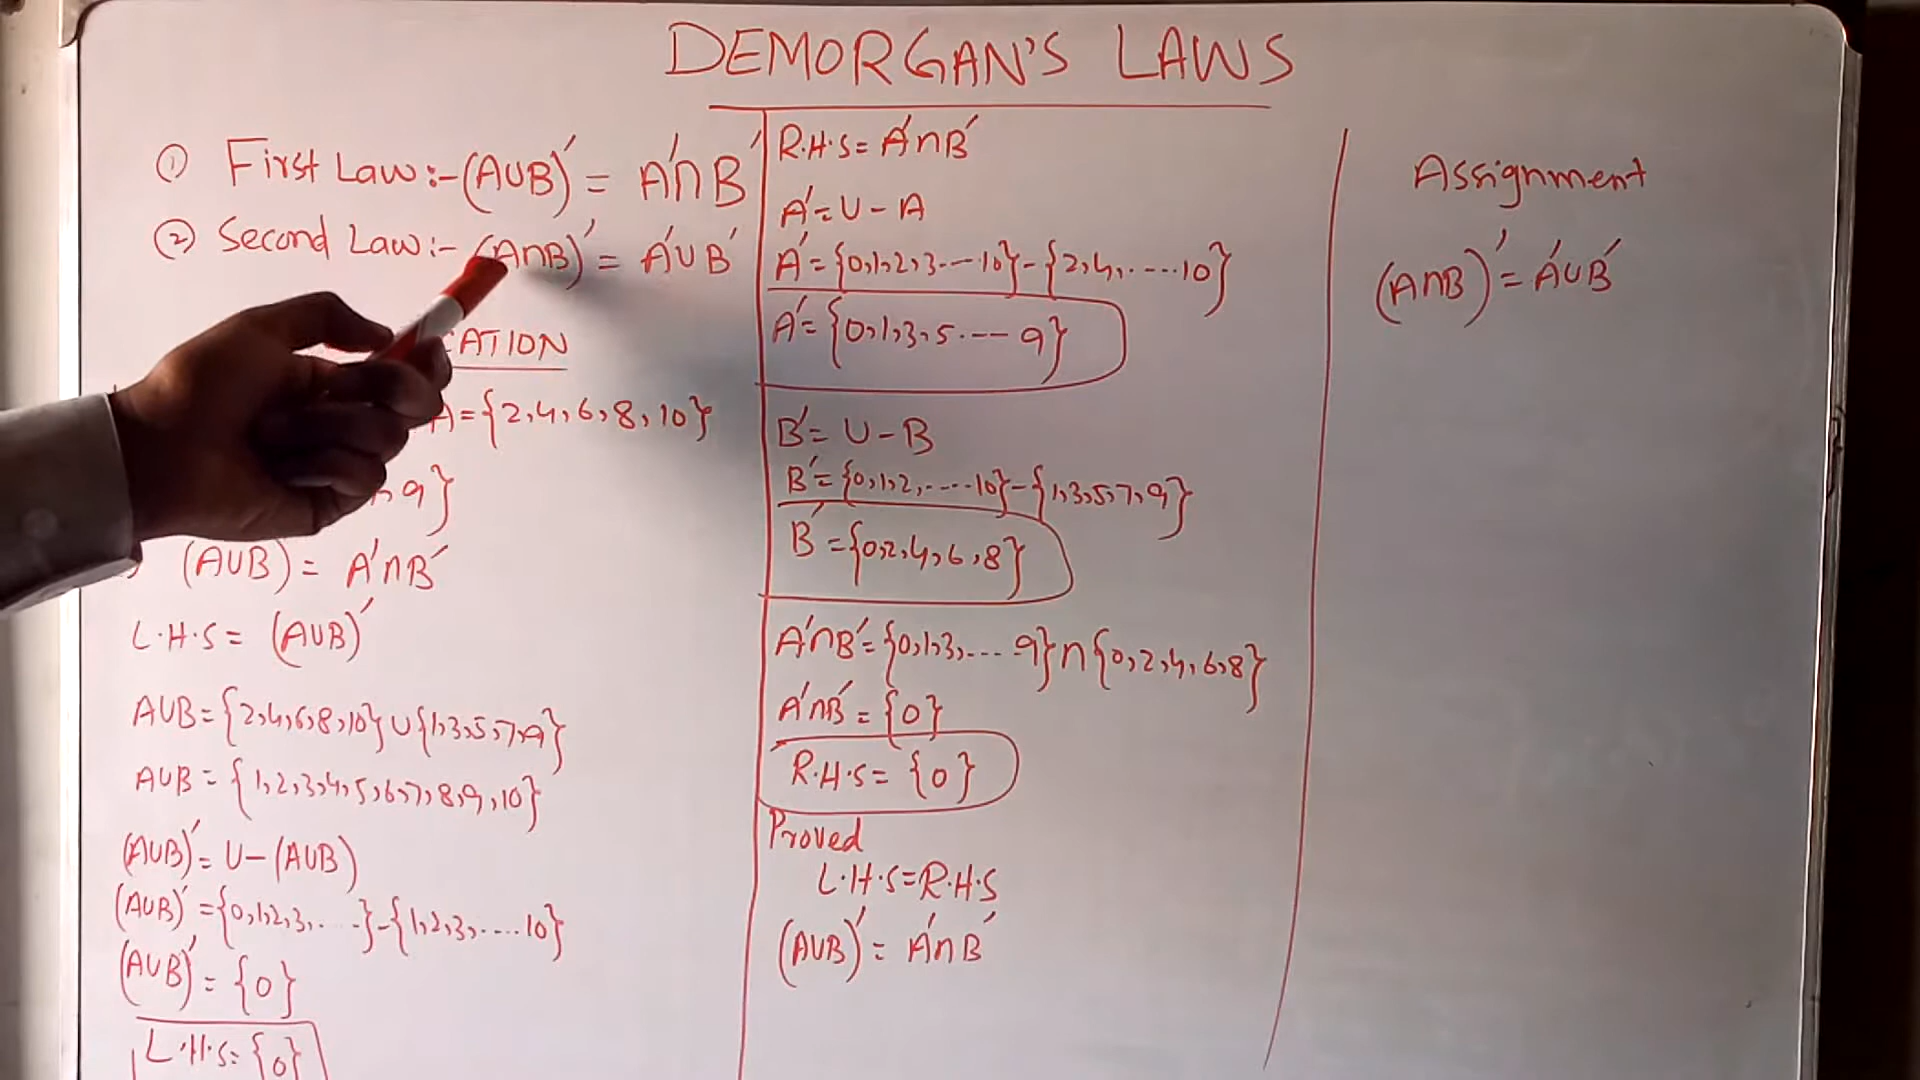 DEMORGAN'S LAWS
① First Law:- (AUB)′ = A′∩B′
② Second Law:- (A∩B)′ = A′UB′
CATION
A={2,4,6,8,10}
,9}
(AUB) = A′∩B′
L.H.S = (AUB)′
AUB={2,4,6,8,10}U{1,3,5,7,9}
AUB = {1,2,3,4,5,6,7,8,9,10}
(AUB)′= U-(AUB)
(AUB)′={0,1,2,3,.....}-{1,2,3,....10}
(AUB)′= {0}
L.H.S= {0}
R.H.S= A′∩B′
A′= U-A
A′={0,1,2,3.--10}-{2,4,.....10}
A′={0,1,3,5.---9}
B′= U-B
B′={0,1,2,....10}-{1,3,5,7,9}
B′={0,2,4,6,8}
A′∩B′={0,1,3,...9}∩{0,2,4,6,8}
A′∩B′={0}
R.H.S= {0}
Proved
L.H.S=R.H.S
(AUB)′= A′∩B′
Assignment
(A∩B)′= A′UB′